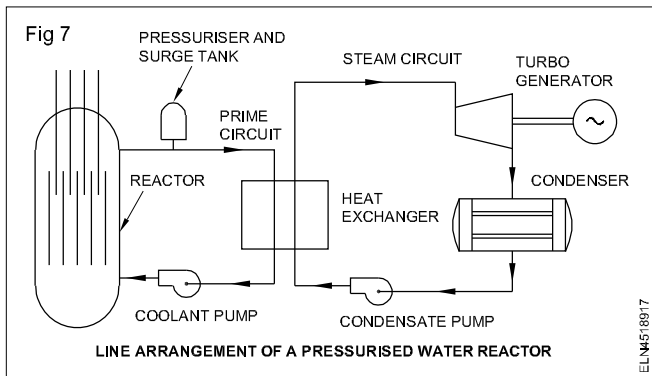 Fig 7
PRESSURISER AND
SURGE TANK
STEAM CIRCUIT
TURBO
GENERATOR
PRIME
CIRCUIT
~
REACTOR
HEAT
EXCHANGER
CONDENSER
COOLANT PUMP
CONDENSATE PUMP
LINE ARRANGEMENT OF A PRESSURISED WATER REACTOR
ELN4518917